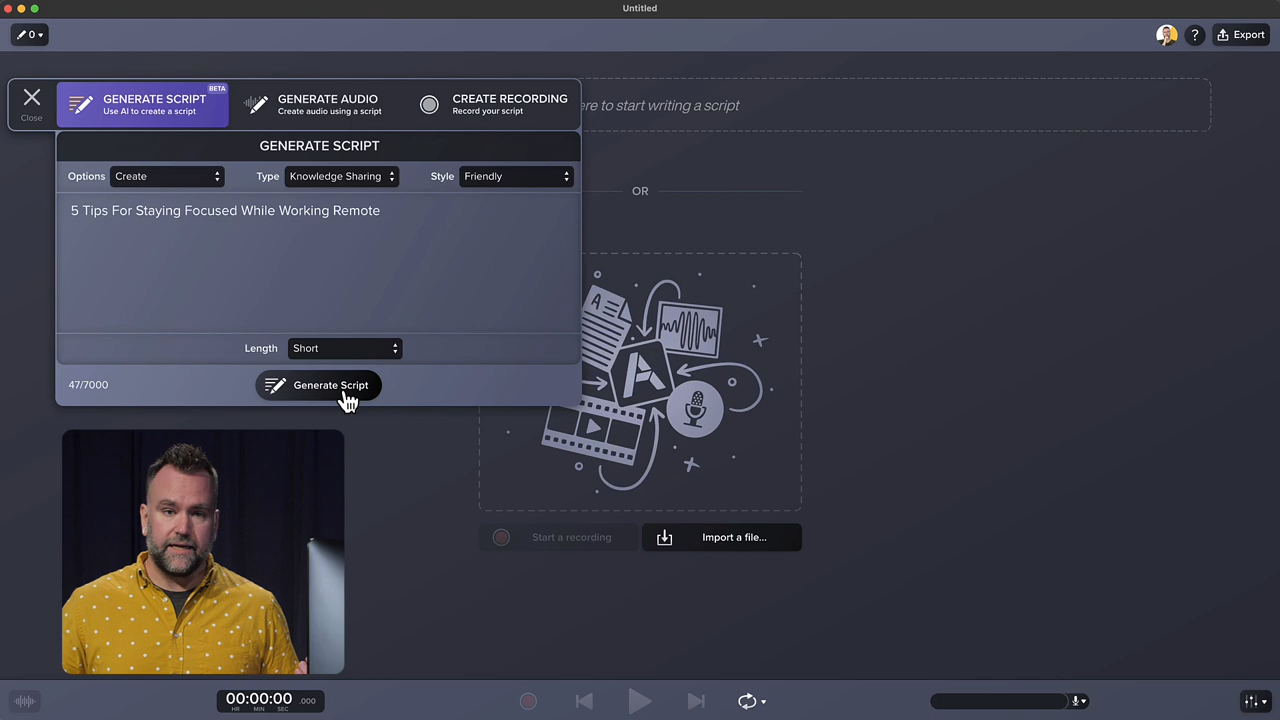 Untitled
0
?
Export
Close
GENERATE SCRIPT
BETA
Use AI to create a script
GENERATE AUDIO
Create audio using a script
CREATE RECORDING
Record your script
ere to start writing a script
GENERATE SCRIPT
Options
Create
Type
Knowledge Sharing
Style
Friendly
OR
5 Tips For Staying Focused While Working Remote
A
Length
Short
47/7000
Generate Script
Start a recording
Import a file...
00:00:00 .000
HR MIN SEC